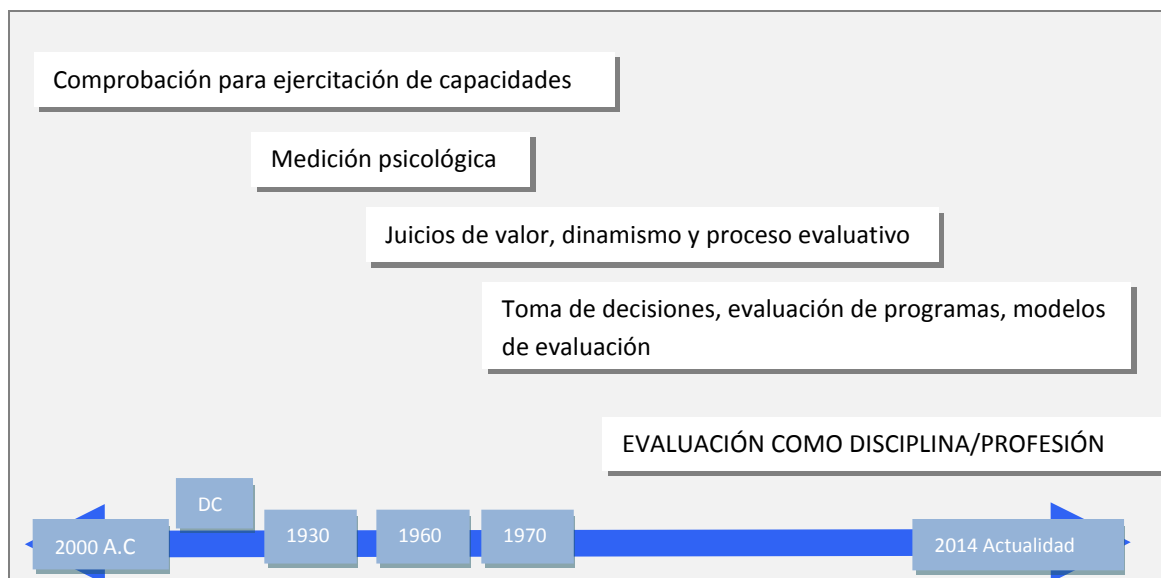 Comprobación para ejercitación de capacidades
Medición psicológica
Juicios de valor, dinamismo y proceso evaluativo
Toma de decisiones, evaluación de programas, modelos
de evaluación
EVALUACIÓN COMO DISCIPLINA/PROFESIÓN
DC
2000 A.C
1930
1960
1970
2014 Actualidad